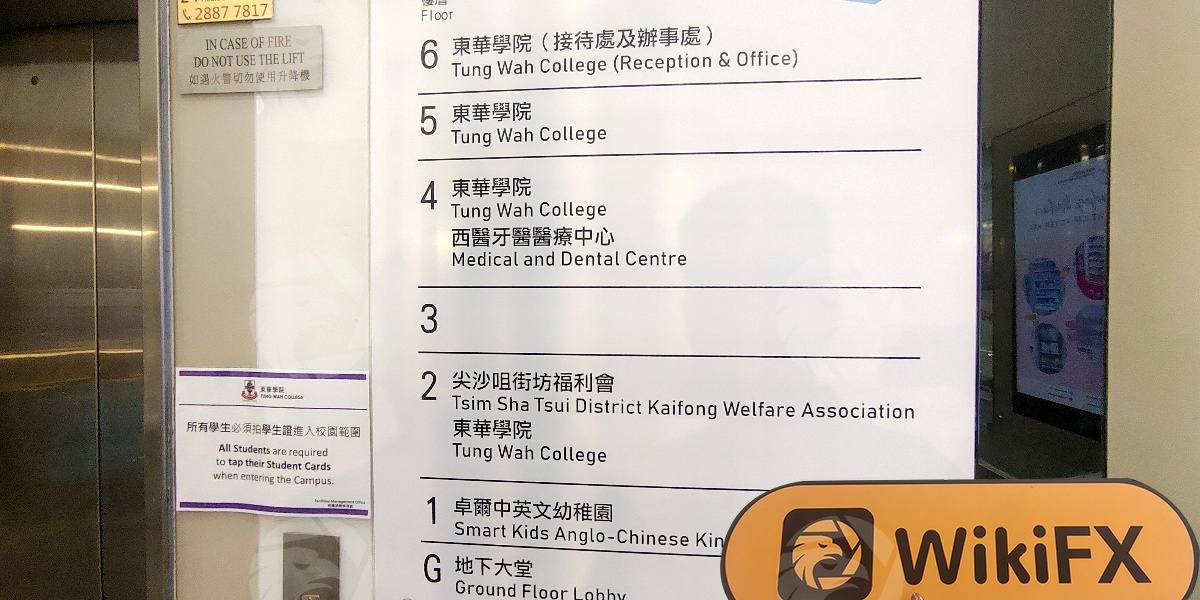 2887 7817
IN CASE OF FIRE
DO NOT USE THE LIFT
如遇火警切勿使用升降機
樓層
Floor
6 東華學院（接待處及辦事處）
Tung Wah College (Reception & Office)
5 東華學院
Tung Wah College
4 東華學院
Tung Wah College
西醫牙醫醫療中心
Medical and Dental Centre
3
2 尖沙咀街坊福利會
Tsim Sha Tsui District Kaifong Welfare Association
東華學院
Tung Wah College
1 卓爾中英文幼稚園
Smart Kids Anglo-Chinese Kin
G 地下大堂
Ground Floor Lobby
東華學院
TUNG WAH COLLEGE
所有學生必須拍學生證進入校園範圍
All Students are required
to tap their Student Cards
when entering the Campus.
Facilities Management Office
WikiFX